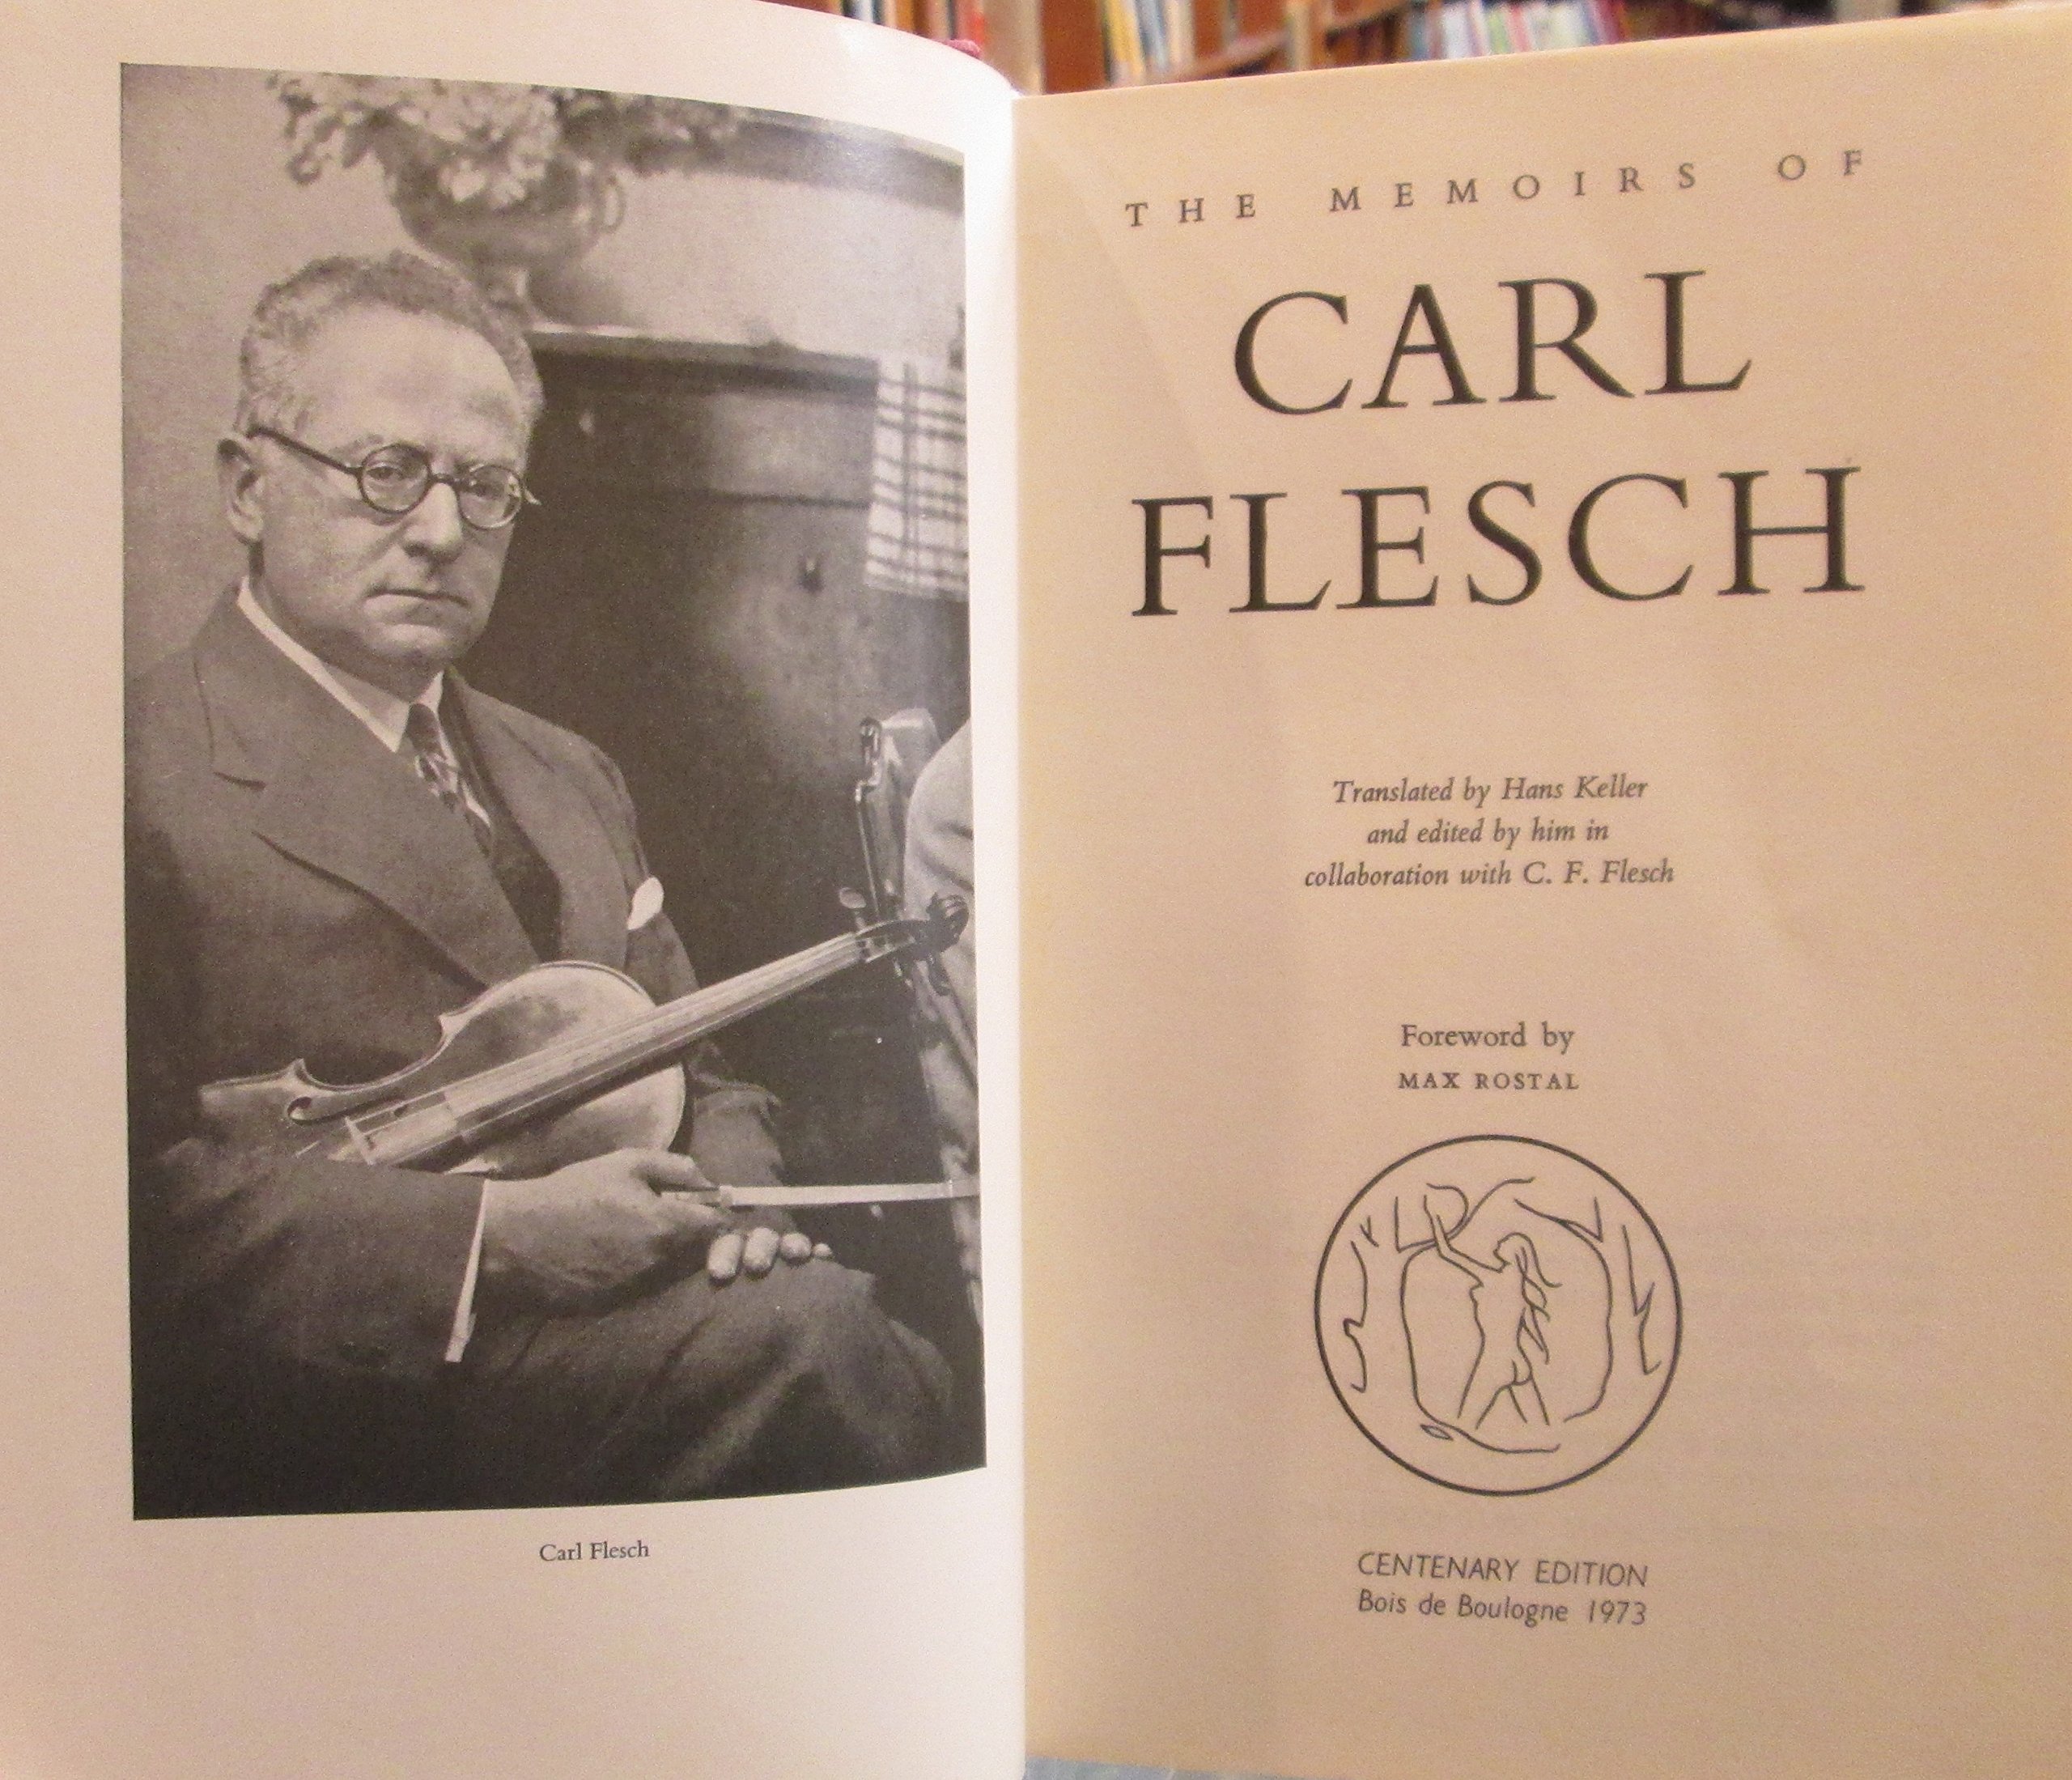 Carl Flesch
THE MEMOIRS OF
CARL
FLESCH
Translated by Hans Keller
and edited by him in
collaboration with C. F. Flesch
Foreword by
MAX ROSTAL
CENTENARY EDITION
Bois de Boulogne 1973